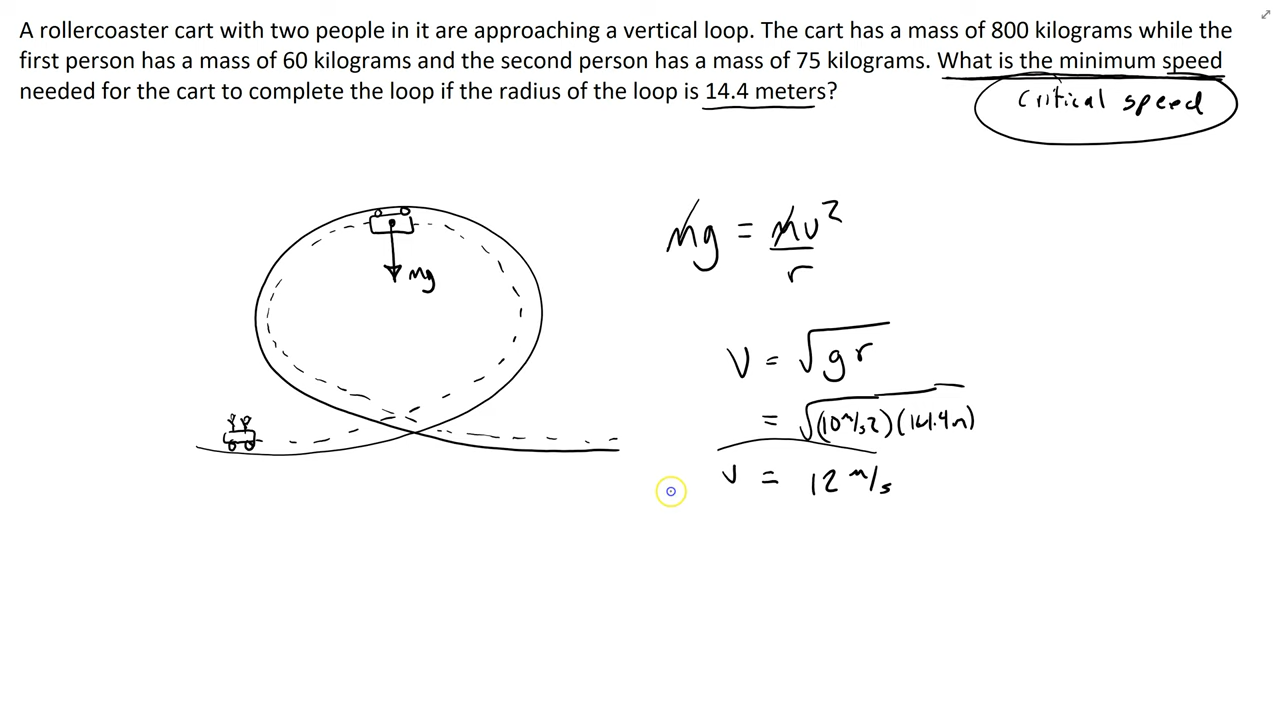 A rollercoaster cart with two people in it are approaching a vertical loop. The cart has a mass of 800 kilograms while the
first person has a mass of 60 kilograms and the second person has a mass of 75 kilograms. What is the minimum speed
needed for the cart to complete the loop if the radius of the loop is 14.4 meters?
critical speed
mg = mv²/r
mg
v = √gr
= √(10 m/s²)(14.4m)
v = 12 m/s